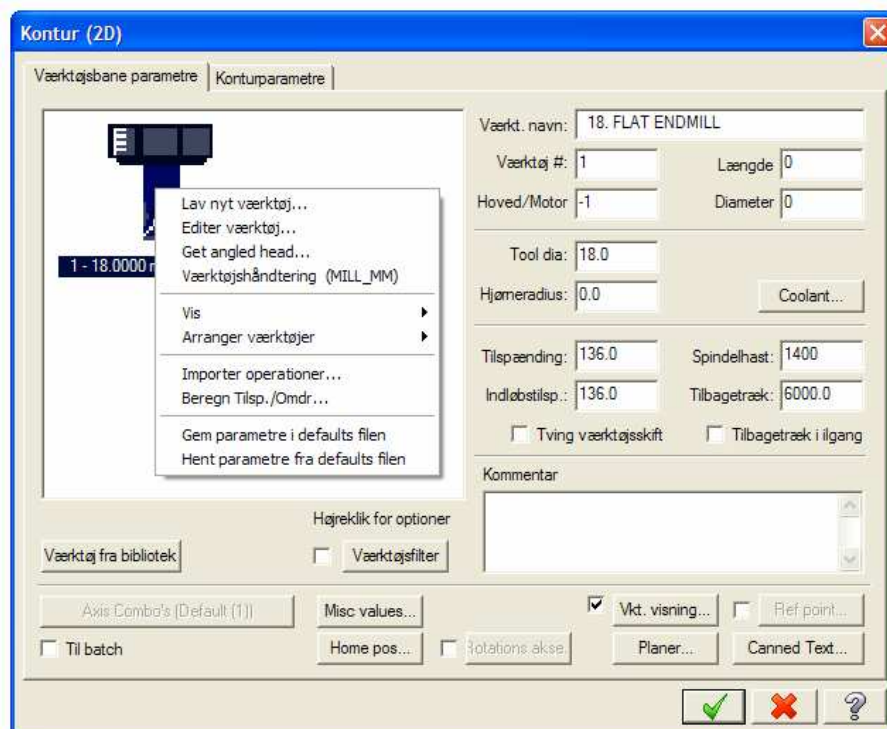 Kontur (2D)
Værktøjsbane parametre
Konturparametre
Værkt. navn: 18. FLAT ENDMILL
Værktøj #: 1
Længde 0
Hoved/Motor -1
Diameter 0
1 - 18.0000
Lav nyt værktøj...
Editer værktøj...
Get angled head...
Værktøjshåndtering (MILL_MM)
Vis
Arranger værktøjer
Importer operationer...
Beregn Tilsp./Omdr...
Gem parametre i defaults filen
Hent parametre fra defaults filen
Tool dia: 18.0
Hjørneradius: 0.0
Coolant...
Tilspænding: 136.0
Spindelhast: 1400
Indløbstilsp.: 136.0
Tilbagetræk: 6000.0
Tving værktøjsskift
Tilbagetræk i ilgang
Kommentar
Højreklik for optioner
Værktøj fra bibliotek
Værktøjsfilter
Axis Combo's (Default (1))
Misc values...
Vkt. visning...
Ref point...
Til batch
Home pos...
Rotations akse.
Planer...
Canned Text...